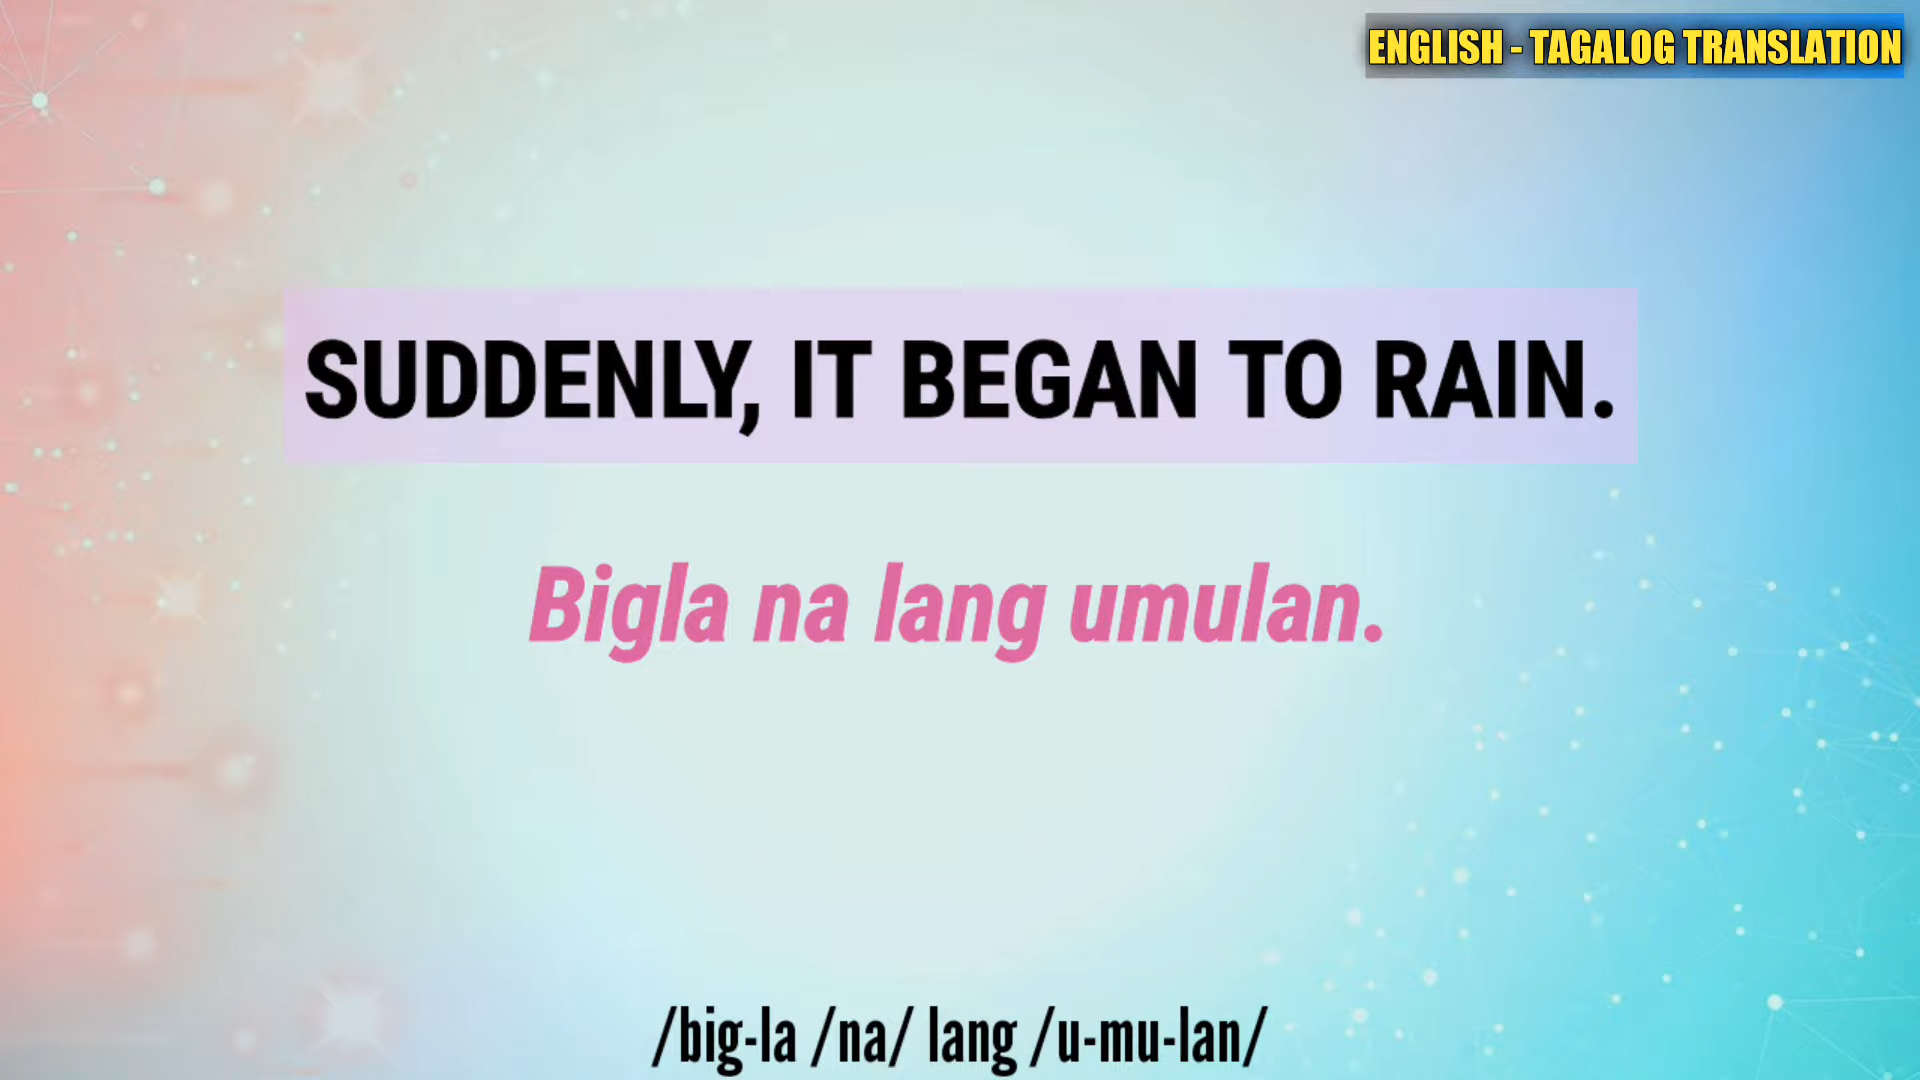 ENGLISH - TAGALOG TRANSLATION
SUDDENLY, IT BEGAN TO RAIN.
Bigla na lang umulan.
/big-la /na/ lang /u-mu-lan/